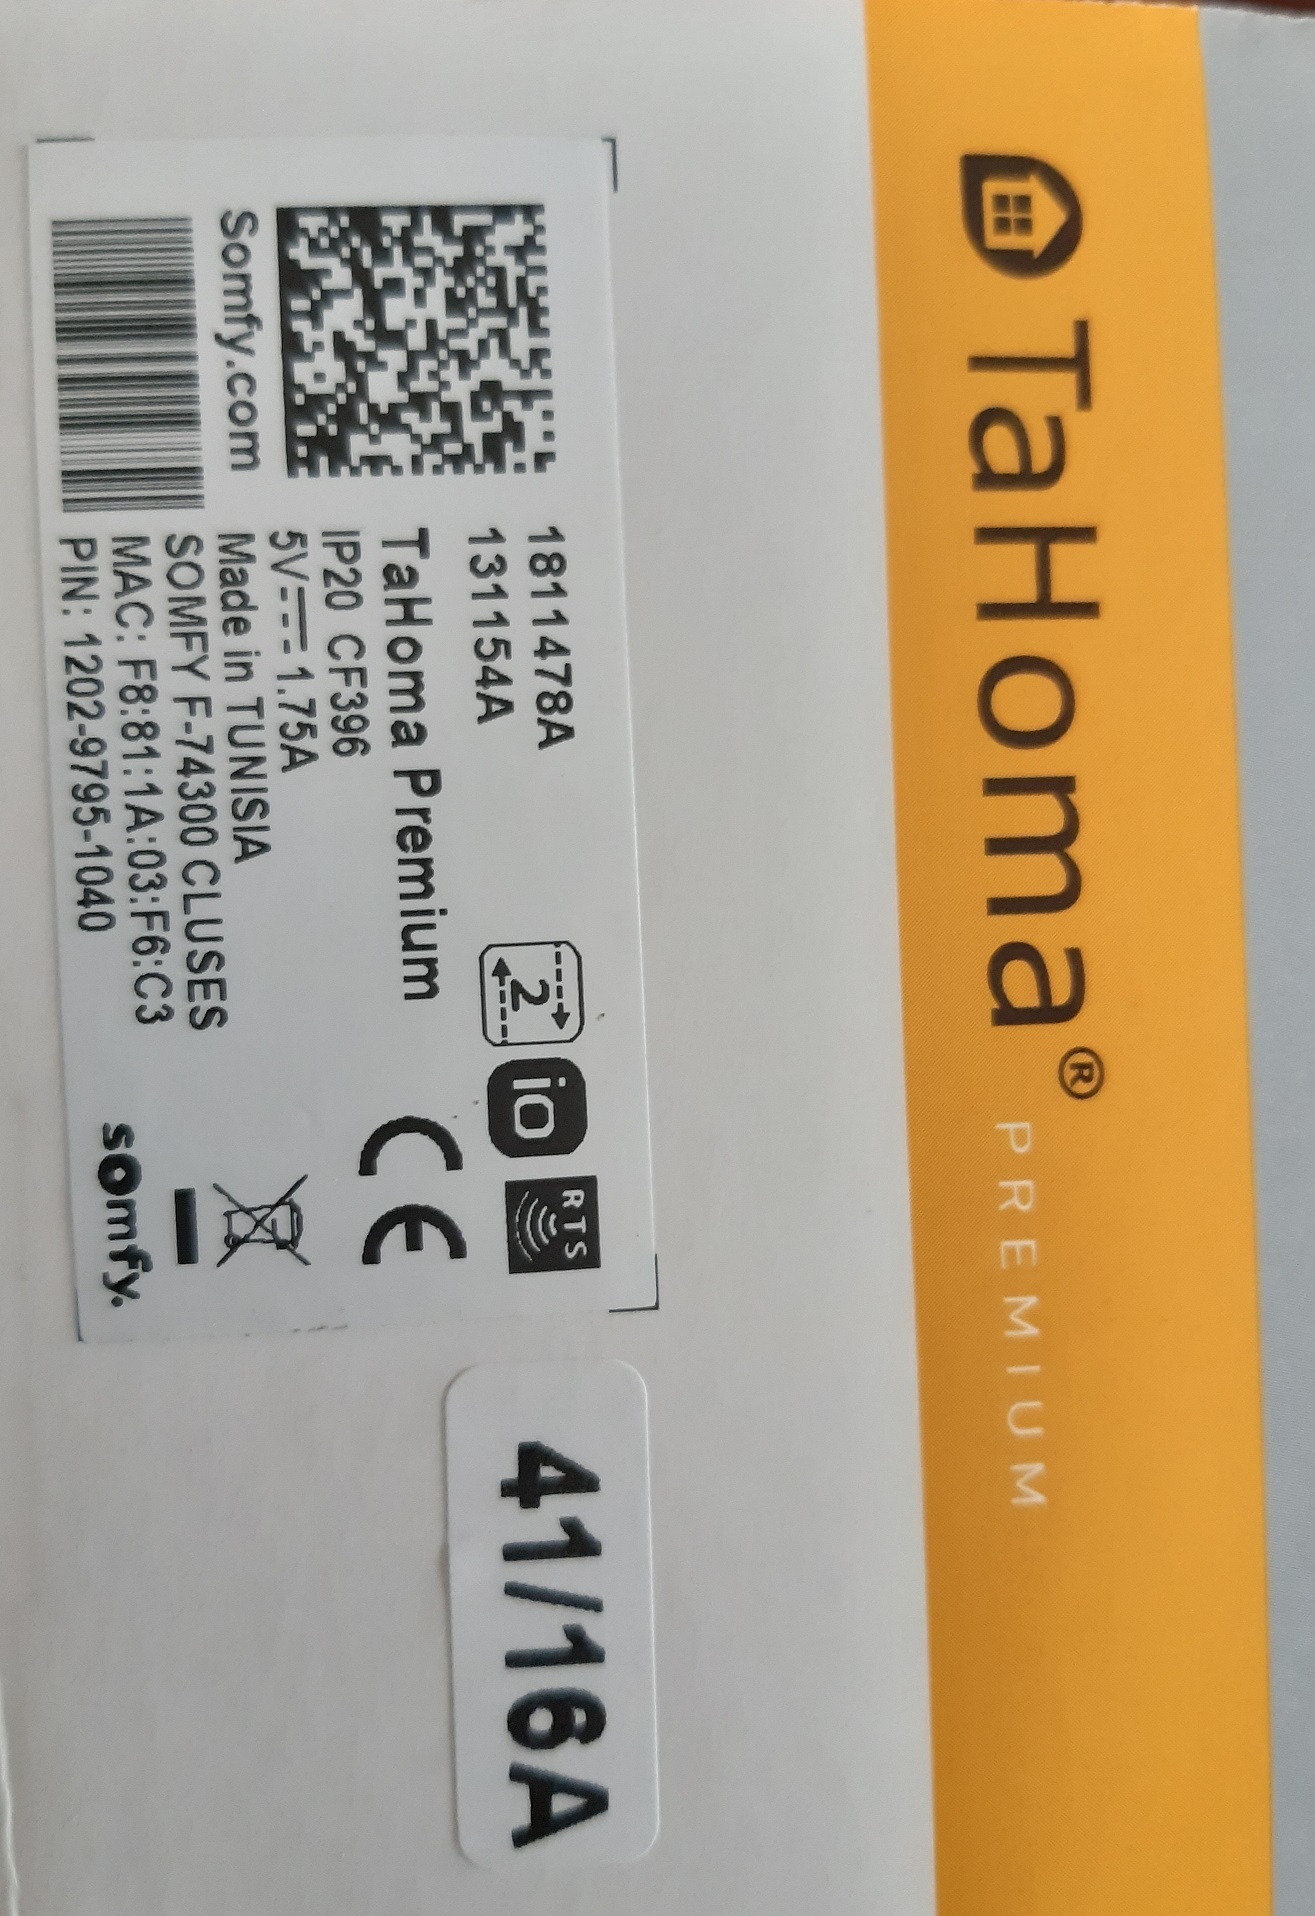 TaHoma® PREMIUM
1811478A
131154A
2
io
RTS
TaHoma Premium
IP20 CF396
5V⎓1.75A
CE
Made in TUNISIA
SOMFY F-74300 CLUSES
MAC: F8:81:1A:03:F6:C3
PIN: 1202-9795-1040
Somfy.com
somfy.
41/16A